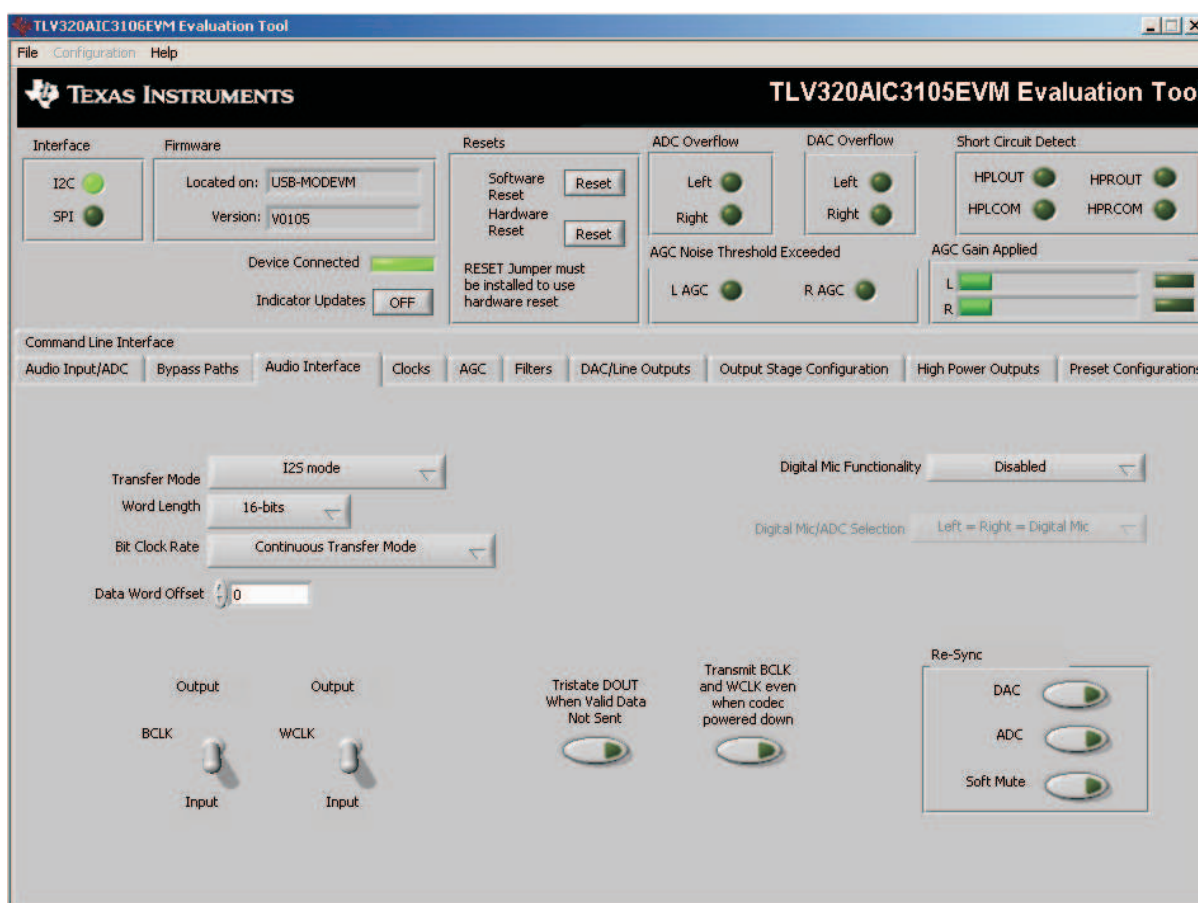 TLV320AIC3106EVM Evaluation Tool
File Configuration Help
TEXAS INSTRUMENTS
TLV320AIC3105EVM Evaluation Too
Interface
I2C
SPI
Firmware
Located on: USB-MODEVM
Version: V0105
Device Connected
Indicator Updates OFF
Resets
Software
Reset
Reset
Hardware
Reset
Reset
RESET Jumper must
be installed to use
hardware reset
ADC Overflow
Left
Right
DAC Overflow
Left
Right
Short Circuit Detect
HPLOUT HPROUT
HPLCOM HPRCOM
AGC Noise Threshold Exceeded
L AGC R AGC
AGC Gain Applied
L
R
Command Line Interface
Audio Input/ADC Bypass Paths Audio Interface Clocks AGC Filters DAC/Line Outputs Output Stage Configuration High Power Outputs Preset Configurations
Transfer Mode I2S mode
Word Length 16-bits
Bit Clock Rate Continuous Transfer Mode
Data Word Offset 0
Digital Mic Functionality Disabled
Digital Mic/ADC Selection Left = Right = Digital Mic
Output
BCLK
Input
Output
WCLK
Input
Tristate DOUT
When Valid Data
Not Sent
Transmit BCLK
and WCLK even
when codec
powered down
Re-Sync
DAC
ADC
Soft Mute